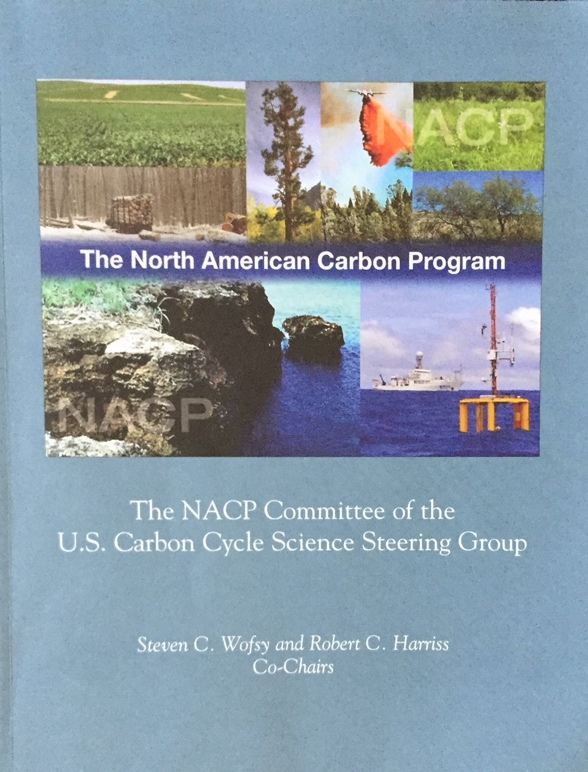 NACP
The North American Carbon Program
NACP
The NACP Committee of the
U.S. Carbon Cycle Science Steering Group
Steven C. Wofsy and Robert C. Harriss
Co-Chairs